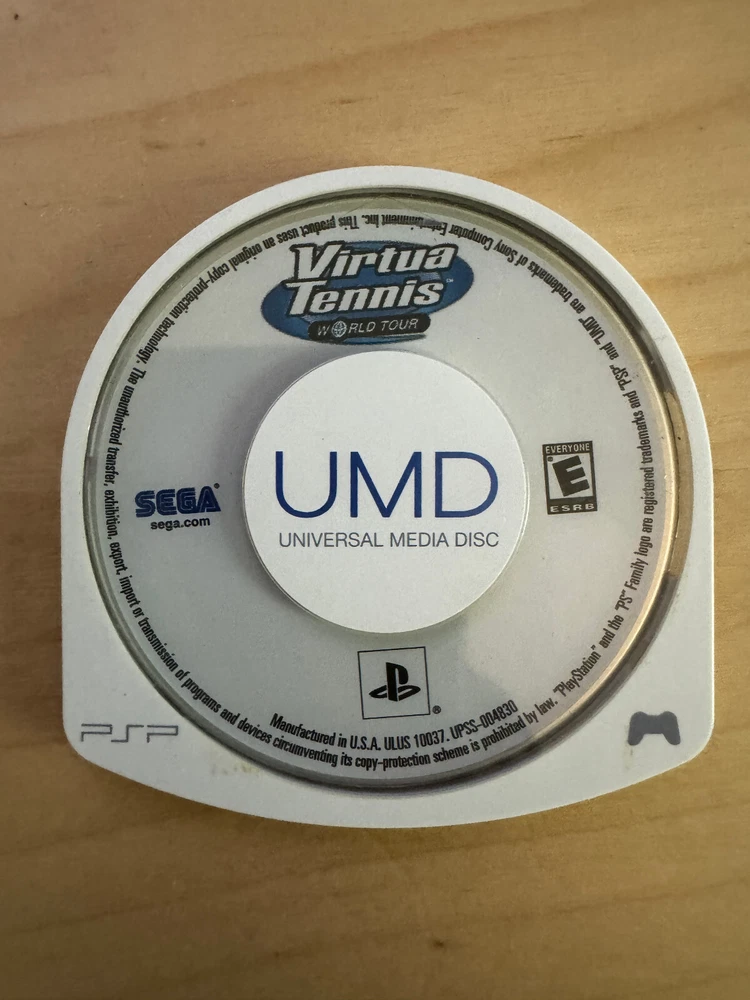 Virtua
Tennis™
WORLD TOUR
UMD
UNIVERSAL MEDIA DISC
SEGA®
sega.com
EVERYONE
E
ESRB
®
PSP
Manufactured in U.S.A. ULUS 10037. UPSS-004830
"PlayStation" and the "PS" Family logo are registered trademarks and "PSP" and "UMD" are trademarks of Sony Computer Entertainment Inc. This product uses an original copy-protection technology. The unauthorized transfer, exhibition, export, import or transmission of programs and devices circumventing its copy-protection scheme is prohibited by law.